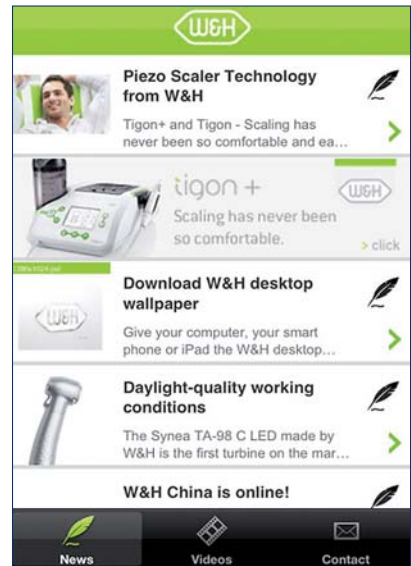 W&H
Piezo Scaler Technology
from W&H
Tigon+ and Tigon - Scaling has
never been so comfortable and ea...
tigon +
W&H
Scaling has never been
so comfortable.
> click
W&H
Download W&H desktop
wallpaper
Give your computer, your smart
phone or iPad the W&H desktop...
Daylight-quality working
conditions
The Synea TA-98 C LED made by
W&H is the first turbine on the mar...
W&H China is online!
News
Videos
Contact